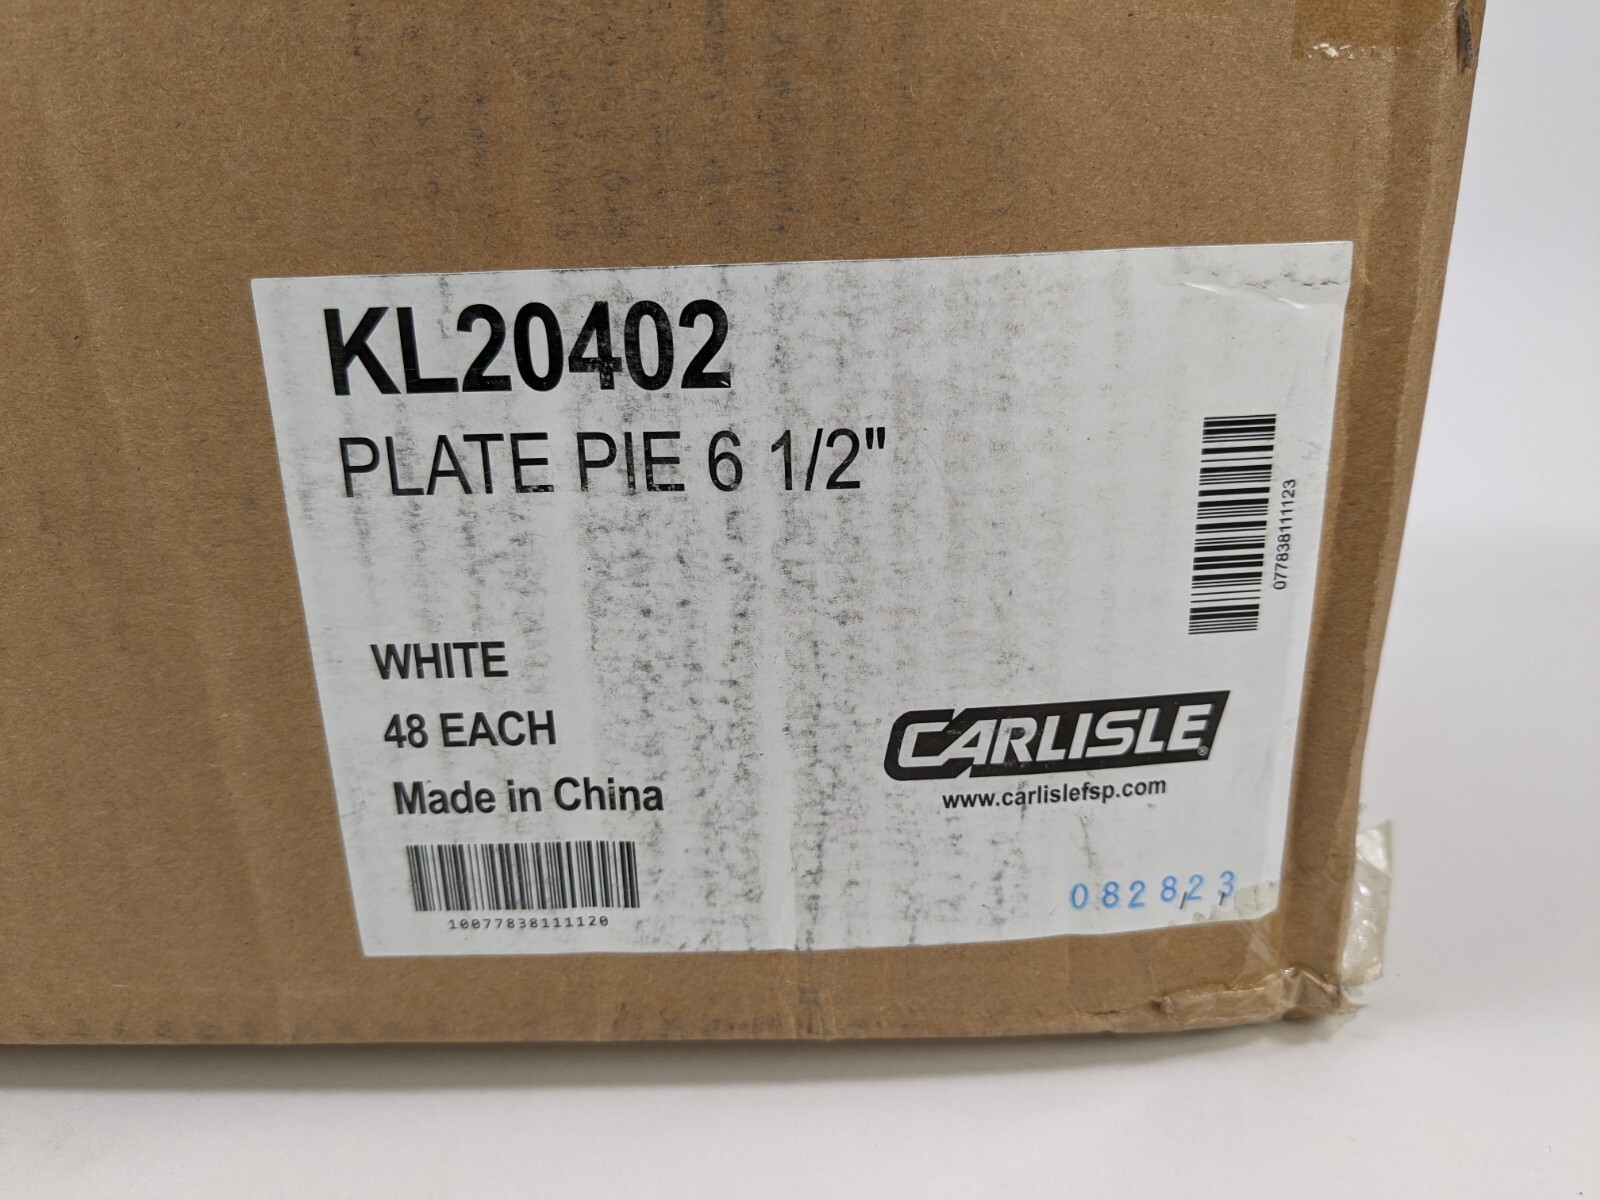 KL20402
PLATE PIE 6 1/2"
077838111123
WHITE
48 EACH
Made in China
10077838111120
CARLISLE®
www.carlislefsp.com
082823